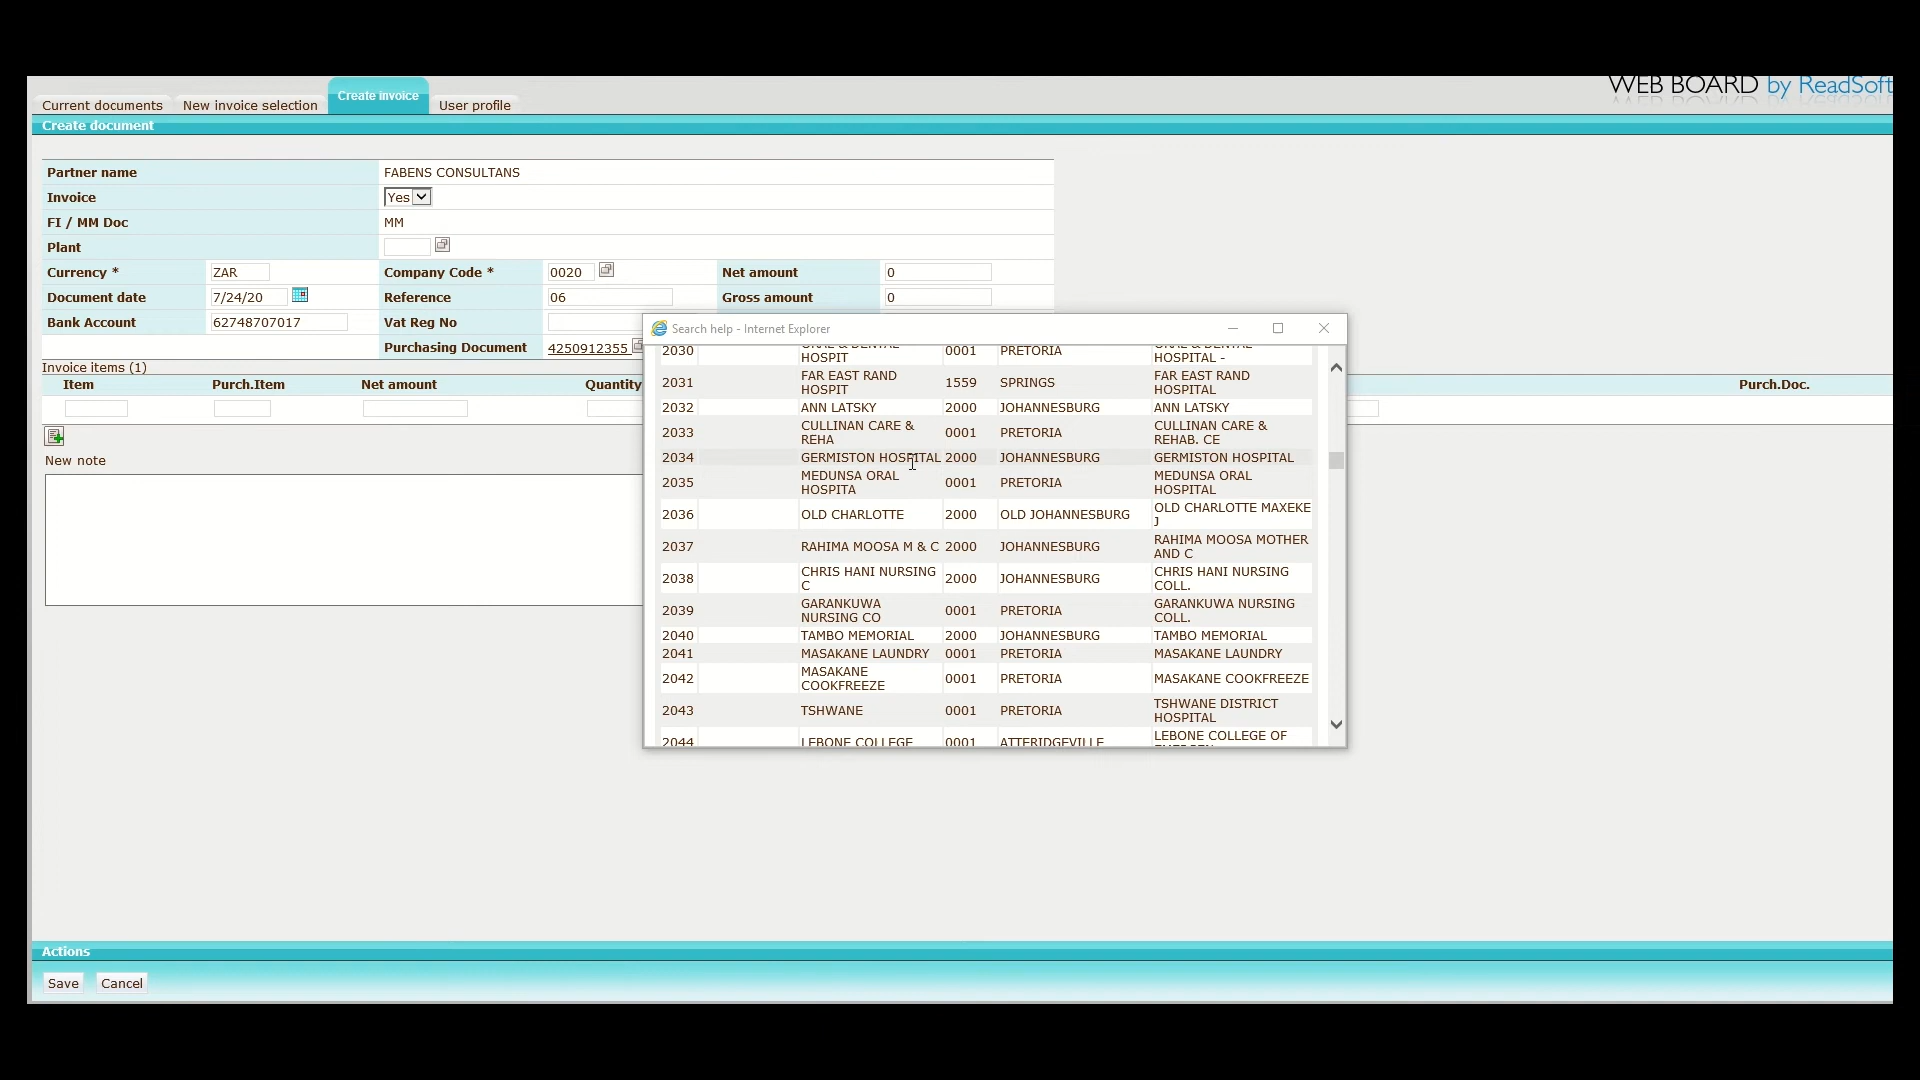 WEB BOARD by ReadSoft
Current documents New invoice selection Create invoice User profile
Create document
Partner name FABENS CONSULTANS
Invoice Yes
FI / MM Doc MM
Plant
Currency * ZAR Company Code * 0020 Net amount 0
Document date 7/24/20 Reference 06 Gross amount 0
Bank Account 62748707017 Vat Reg No
Purchasing Document 4250912355
Invoice items (1)
Item Purch.Item Net amount Quantity Purch.Doc.
New note
Search help - Internet Explorer
2030 ORAL & DENTAL 0001 PRETORIA ORAL & DENTAL
HOSPIT HOSPITAL -
2031 FAR EAST RAND 1559 SPRINGS FAR EAST RAND
HOSPIT HOSPITAL
2032 ANN LATSKY 2000 JOHANNESBURG ANN LATSKY
2033 CULLINAN CARE & 0001 PRETORIA CULLINAN CARE &
REHA REHAB. CE
2034 GERMISTON HOSPITAL 2000 JOHANNESBURG GERMISTON HOSPITAL
2035 MEDUNSA ORAL 0001 PRETORIA MEDUNSA ORAL
HOSPITA HOSPITAL
2036 OLD CHARLOTTE 2000 OLD JOHANNESBURG OLD CHARLOTTE MAXEKE
J
2037 RAHIMA MOOSA M & C 2000 JOHANNESBURG RAHIMA MOOSA MOTHER
AND C
2038 CHRIS HANI NURSING 2000 JOHANNESBURG CHRIS HANI NURSING
C COLL.
2039 GARANKUWA 0001 PRETORIA GARANKUWA NURSING
NURSING CO COLL.
2040 TAMBO MEMORIAL 2000 JOHANNESBURG TAMBO MEMORIAL
2041 MASAKANE LAUNDRY 0001 PRETORIA MASAKANE LAUNDRY
2042 MASAKANE 0001 PRETORIA MASAKANE COOKFREEZE
COOKFREEZE
2043 TSHWANE 0001 PRETORIA TSHWANE DISTRICT
HOSPITAL
2044 LEBONE COLLEGE 0001 ATTERIDGEVILLE LEBONE COLLEGE OF
Actions
Save Cancel